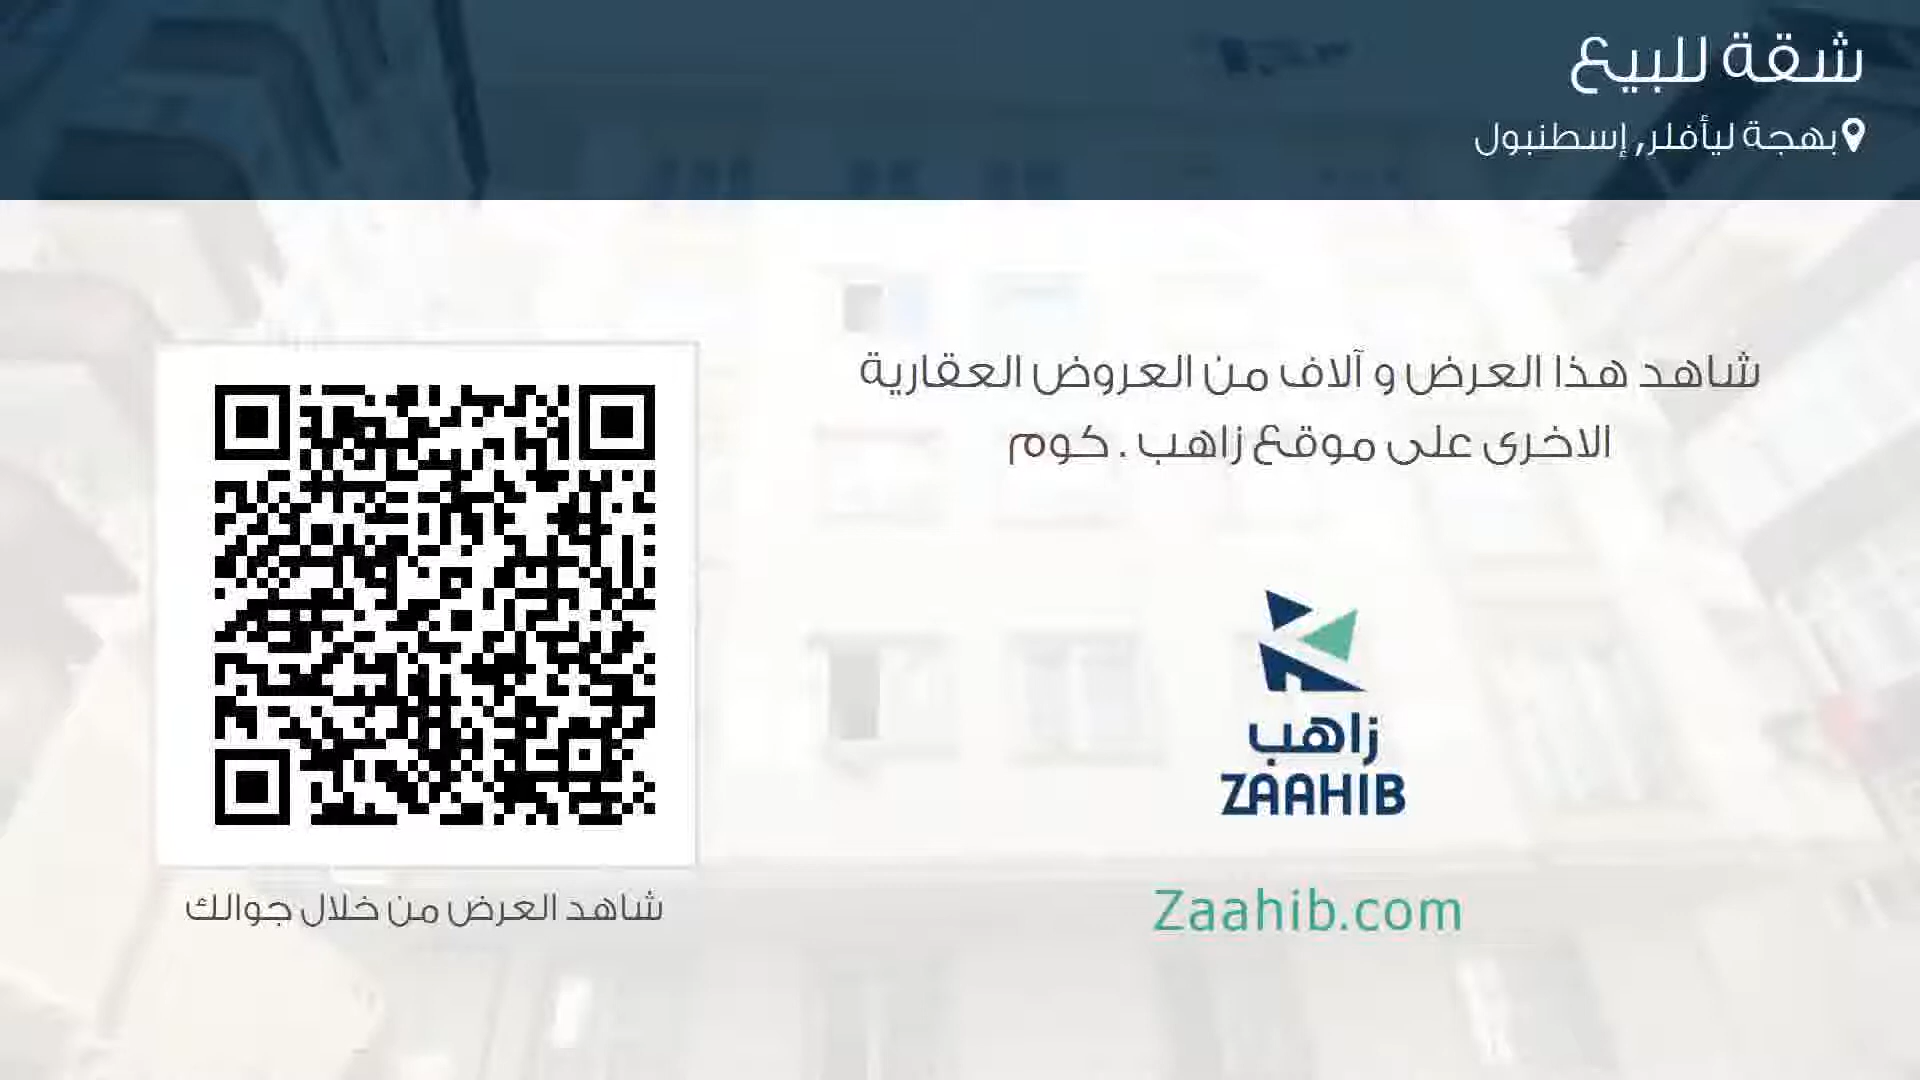 شقة للبيع
بهجة ليأفلر, إسطنبول
شاهد هذا العرض و آلاف من العروض العقارية
الاخرى على موقع زاهب . كوم
زاهب
ZAAHIB
Zaahib.com
شاهد العرض من خلال جوالك